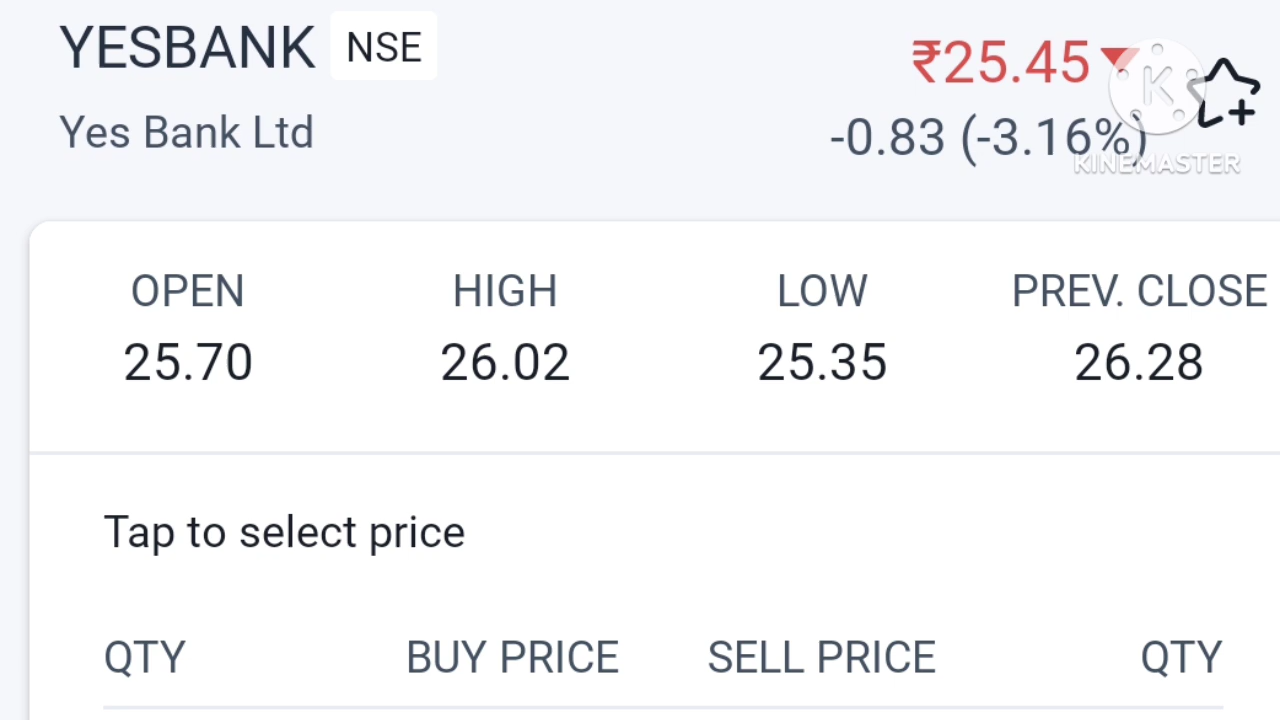 YESBANK NSE
₹25.45
Yes Bank Ltd
-0.83 (-3.16%)
K
KINEMASTER
OPEN HIGH LOW PREV. CLOSE
25.70 26.02 25.35 26.28
Tap to select price
QTY BUY PRICE SELL PRICE QTY